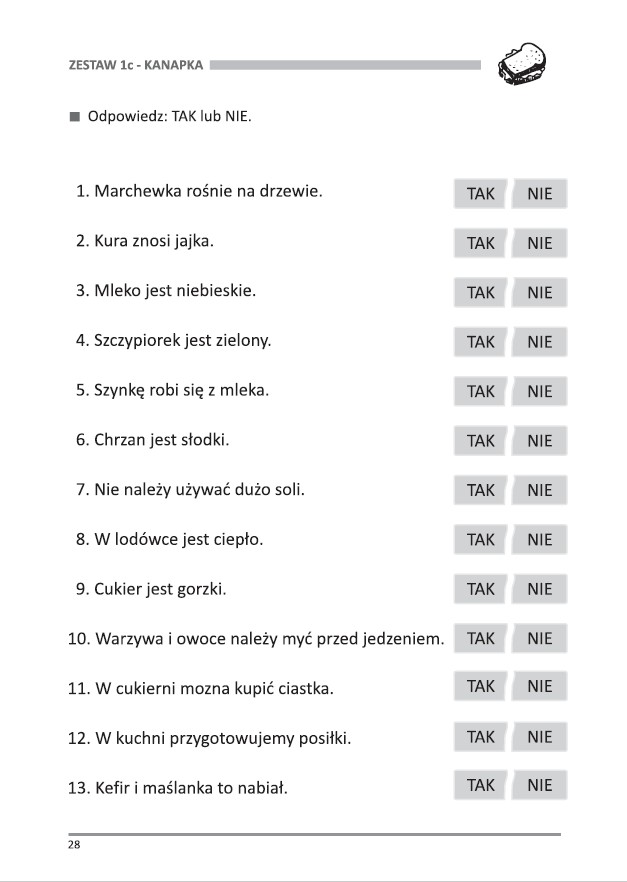 ZESTAW 1c - KANAPKA
Odpowiedz: TAK lub NIE.
1. Marchewka rośnie na drzewie. TAK NIE
2. Kura znosi jajka. TAK NIE
3. Mleko jest niebieskie. TAK NIE
4. Szczypiorek jest zielony. TAK NIE
5. Szynkę robi się z mleka. TAK NIE
6. Chrzan jest słodki. TAK NIE
7. Nie należy używać dużo soli. TAK NIE
8. W lodówce jest ciepło. TAK NIE
9. Cukier jest gorzki. TAK NIE
10. Warzywa i owoce należy myć przed jedzeniem. TAK NIE
11. W cukierni mozna kupić ciastka. TAK NIE
12. W kuchni przygotowujemy posiłki. TAK NIE
13. Kefir i maślanka to nabiał. TAK NIE
28